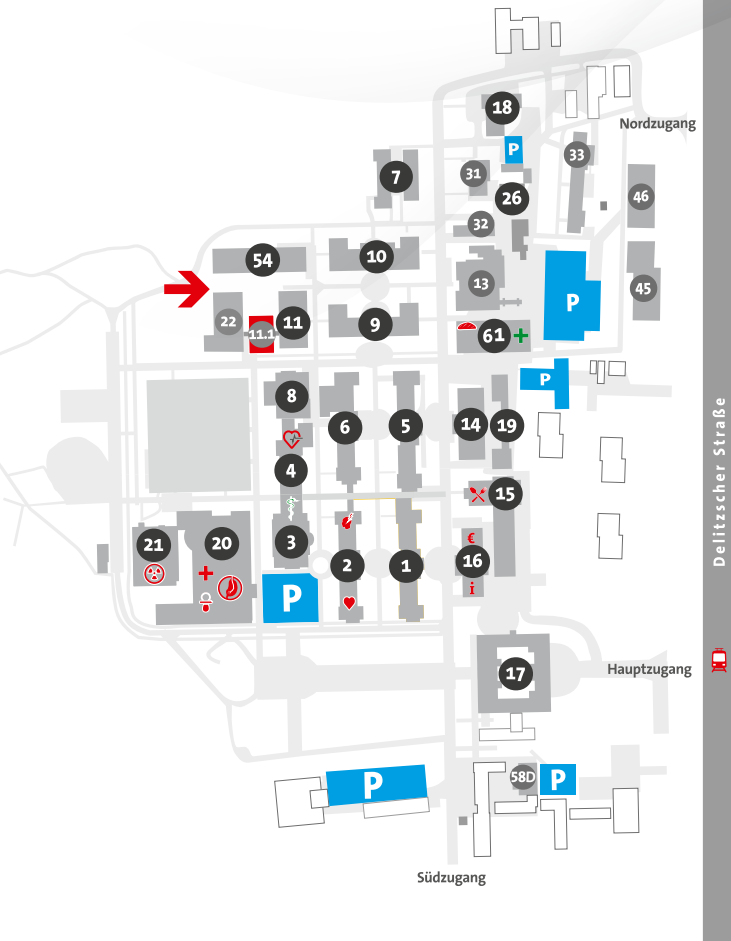 18
Nordzugang
P
33
7
31
26
46
32
54
10
13
45
P
22
11.1
11
9
61
P
8
6
5
14
19
4
15
Delitzscher Straße
21
20
3
2
1
€
16
i
P
17
Hauptzugang
P
58D
P
Südzugang